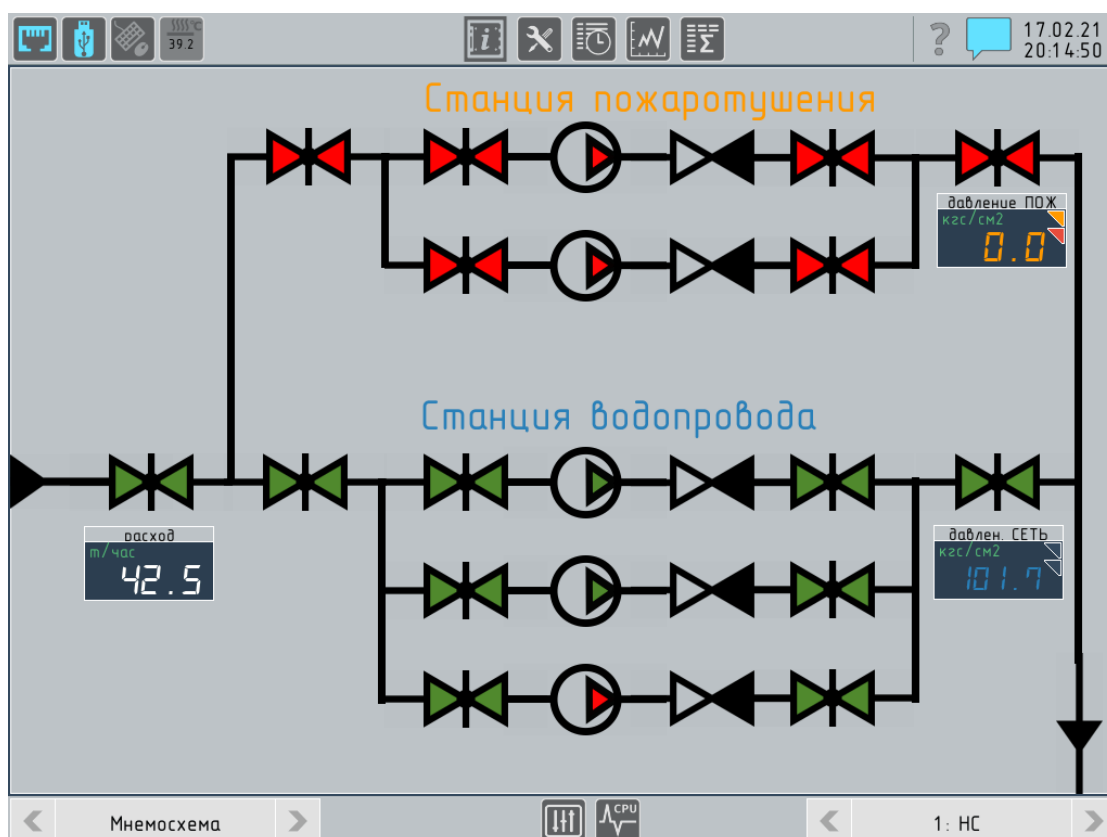 °C
39.2
i
Σ
?
17.02.21
20:14:50
Станция пожаротушения
давление ПОЖ
кгс/см2
0.0
Станция водопровода
расход
т/час
42.5
давлен. СЕТЬ
кгс/см2
101.7
CPU
Мнемосхема
1: НС